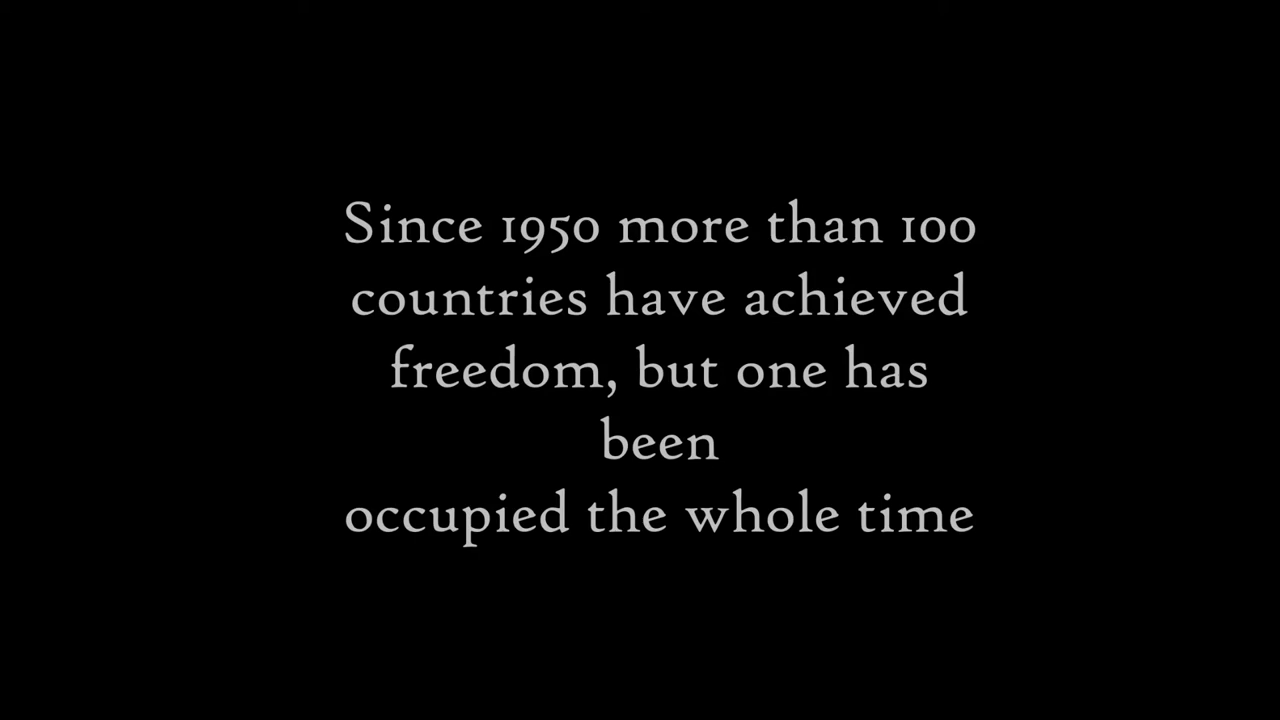 Since 1950 more than 100
countries have achieved
freedom, but one has
been
occupied the whole time